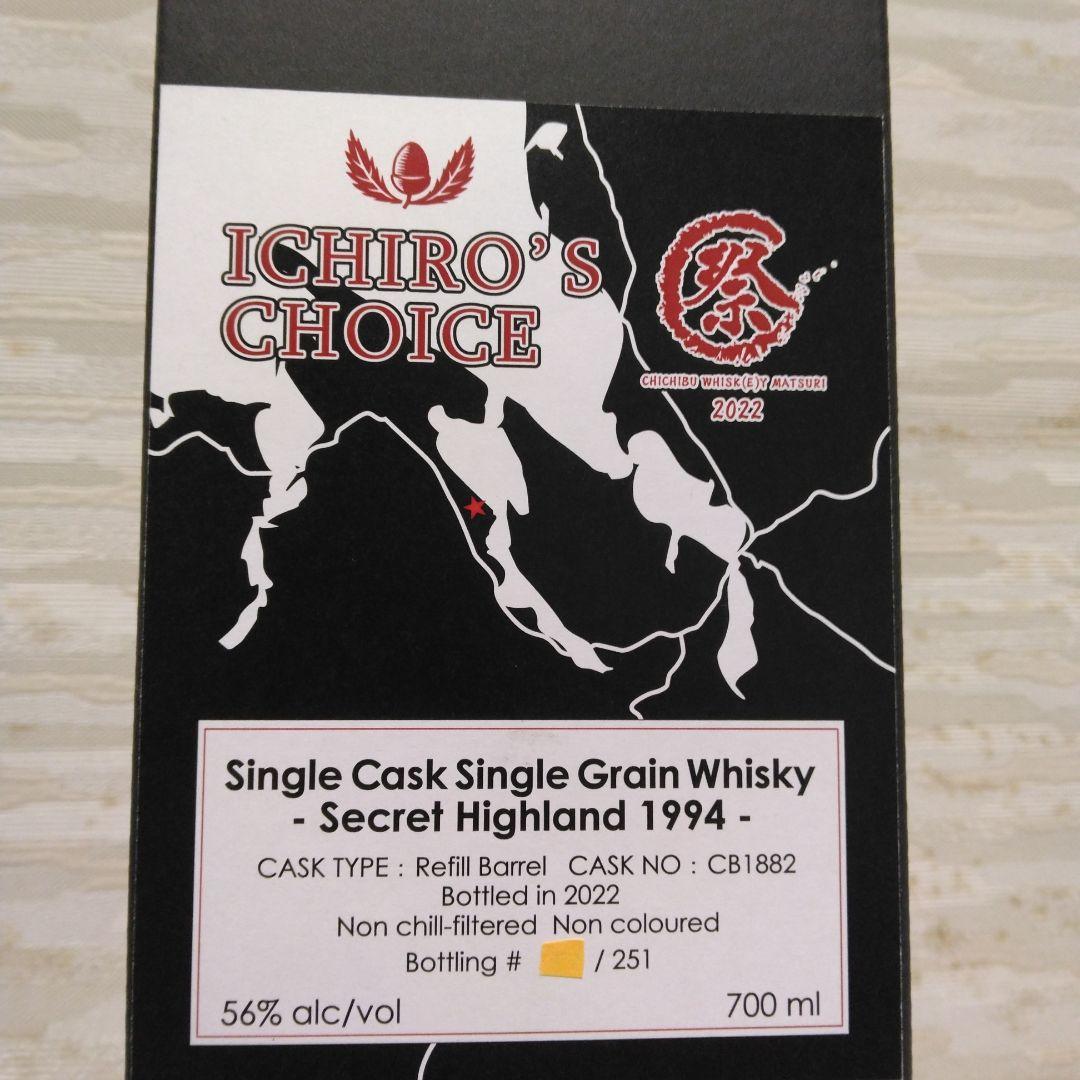 ICHIRO'S
CHOICE
祭
CHICHIBU WHISK(E)Y MATSURI
2022
Single Cask Single Grain Whisky
- Secret Highland 1994 -
CASK TYPE : Refill Barrel CASK NO : CB1882
Bottled in 2022
Non chill-filtered Non coloured
Bottling # / 251
56% alc/vol 700 ml